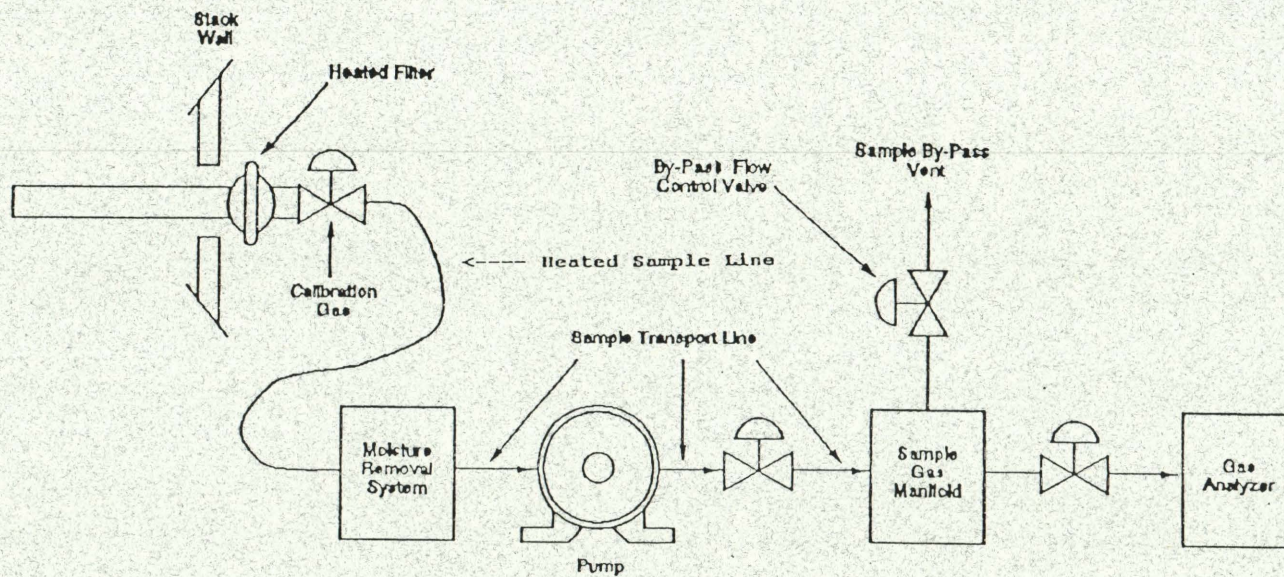 Stack
Wall
Heated Filter
By-Pass Flow
Control Valve
Sample By-Pass
Vent
<---- Heated Sample Line
Calibration
Gas
Sample Transport Line
Moisture
Removal
System
Pump
Sample
Gas
Manifold
Gas
Analyzer